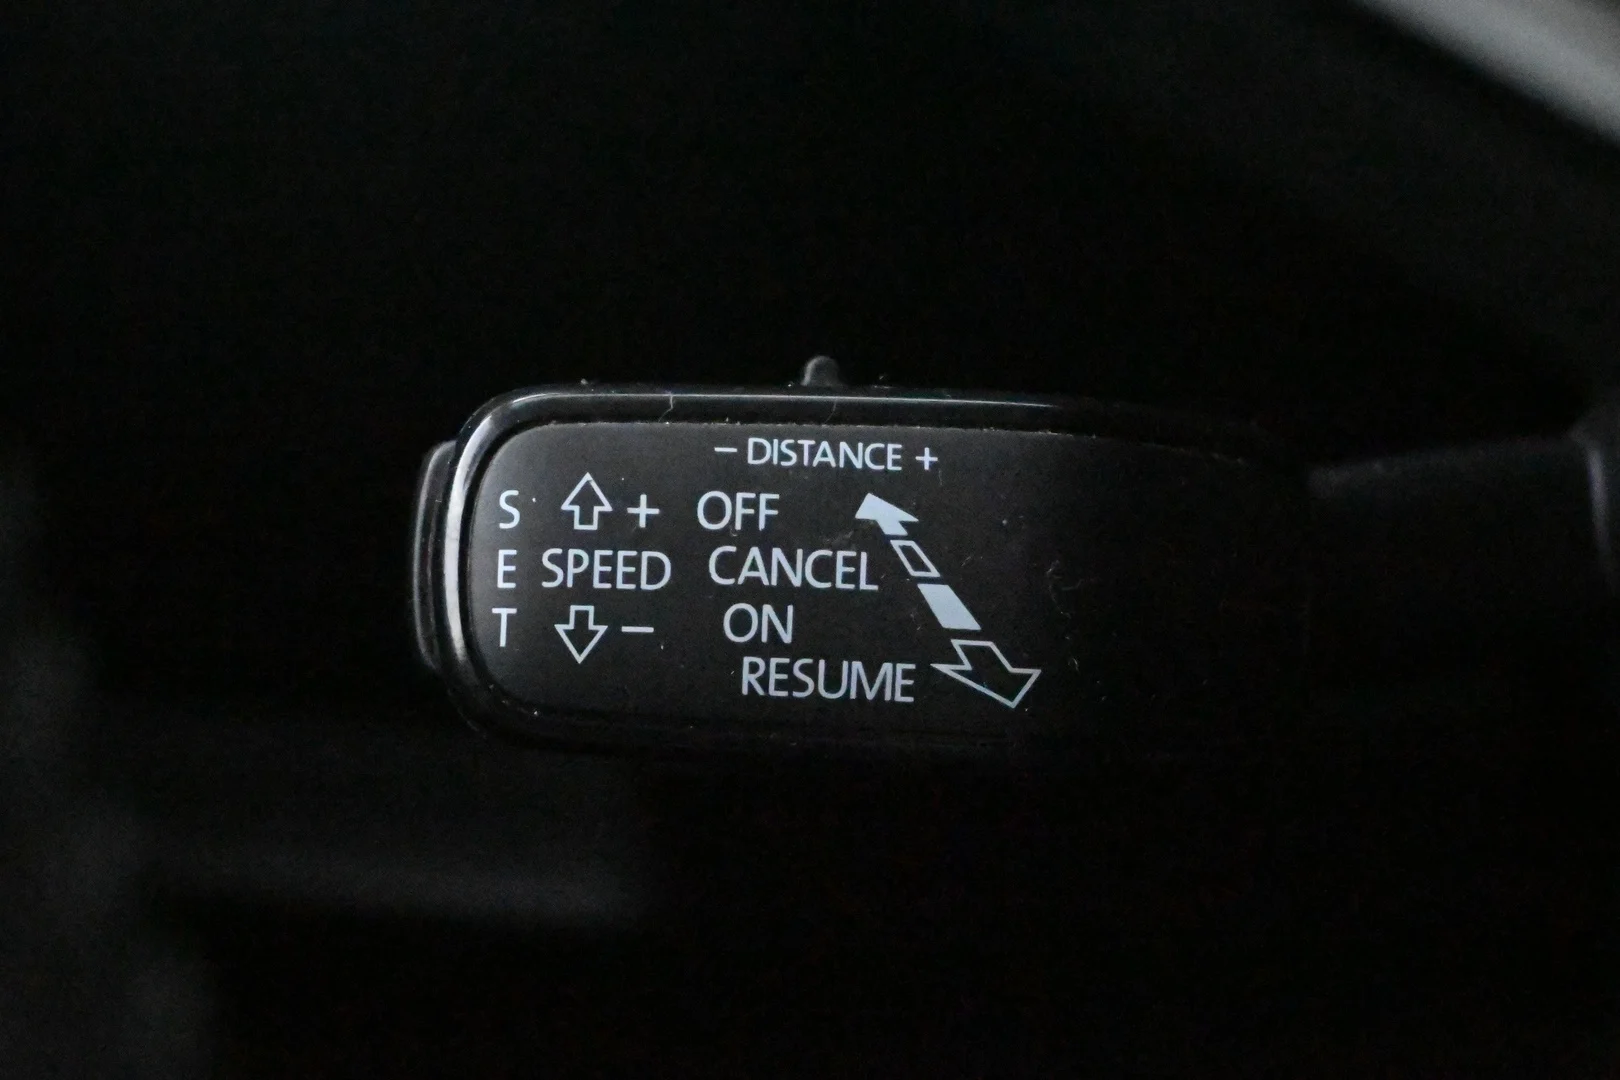 – DISTANCE +
S + OFF
E SPEED CANCEL
T – ON
RESUME